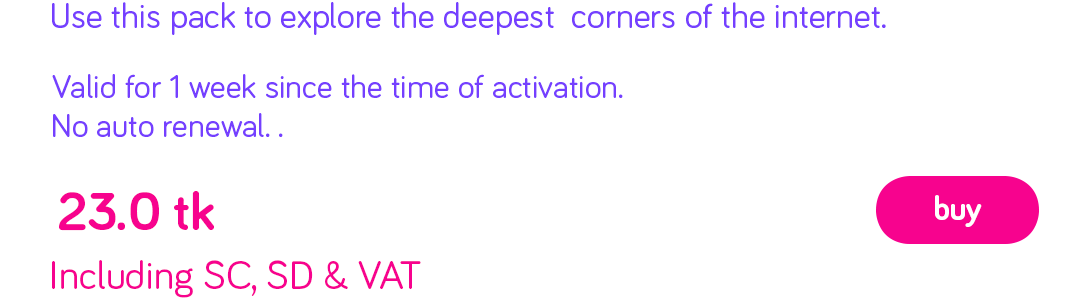 Use this pack to explore the deepest  corners of the internet.
Valid for 1 week since the time of activation.
No auto renewal. .
23.0 tk
buy
Including SC, SD & VAT